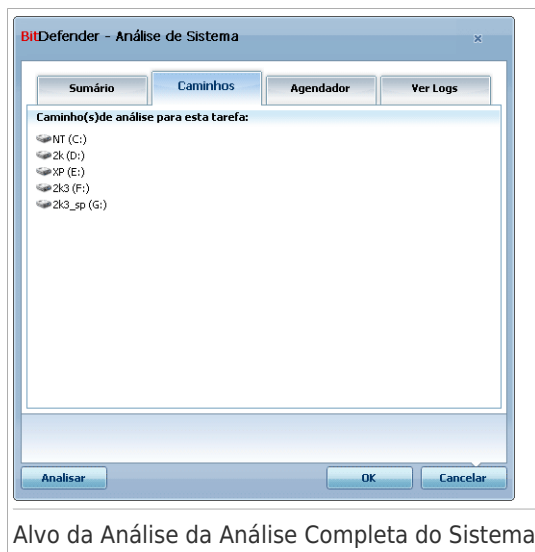 BitDefender - Análise de Sistema
Sumário
Caminhos
Agendador
Ver Logs
Caminho(s)de análise para esta tarefa:
NT (C:)
2k (D:)
XP (E:)
2k3 (F:)
2k3_sp (G:)
Analisar
OK
Cancelar
Alvo da Análise da Análise Completa do Sistema